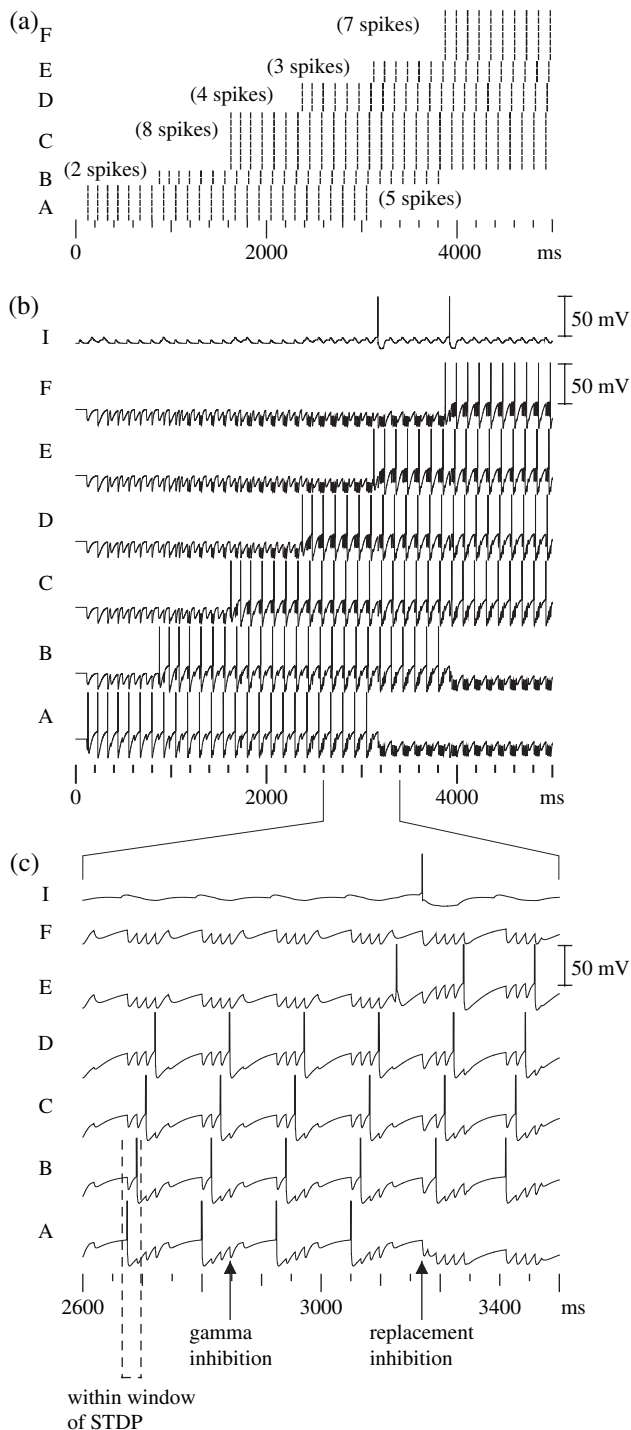 (a)
F
(7 spikes)
E
(3 spikes)
D
(4 spikes)
C
(8 spikes)
B
(2 spikes)
A
(5 spikes)
0 2000 4000 ms
(b)
I
50 mV
F
50 mV
E
D
C
B
A
0 2000 4000 ms
(c)
I
F
E
50 mV
D
C
B
A
2600 3000 3400 ms
gamma
inhibition
replacement
inhibition
within window
of STDP